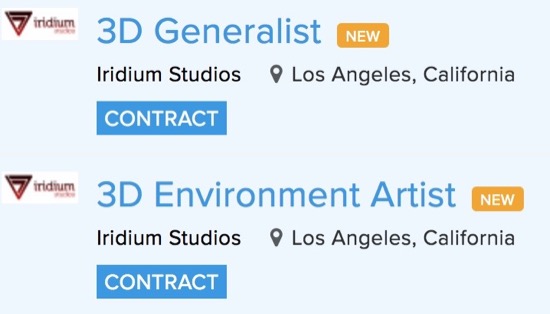 iridium
studios
3D Generalist NEW
Iridium Studios Los Angeles, California
CONTRACT
iridium
studios
3D Environment Artist NEW
Iridium Studios Los Angeles, California
CONTRACT